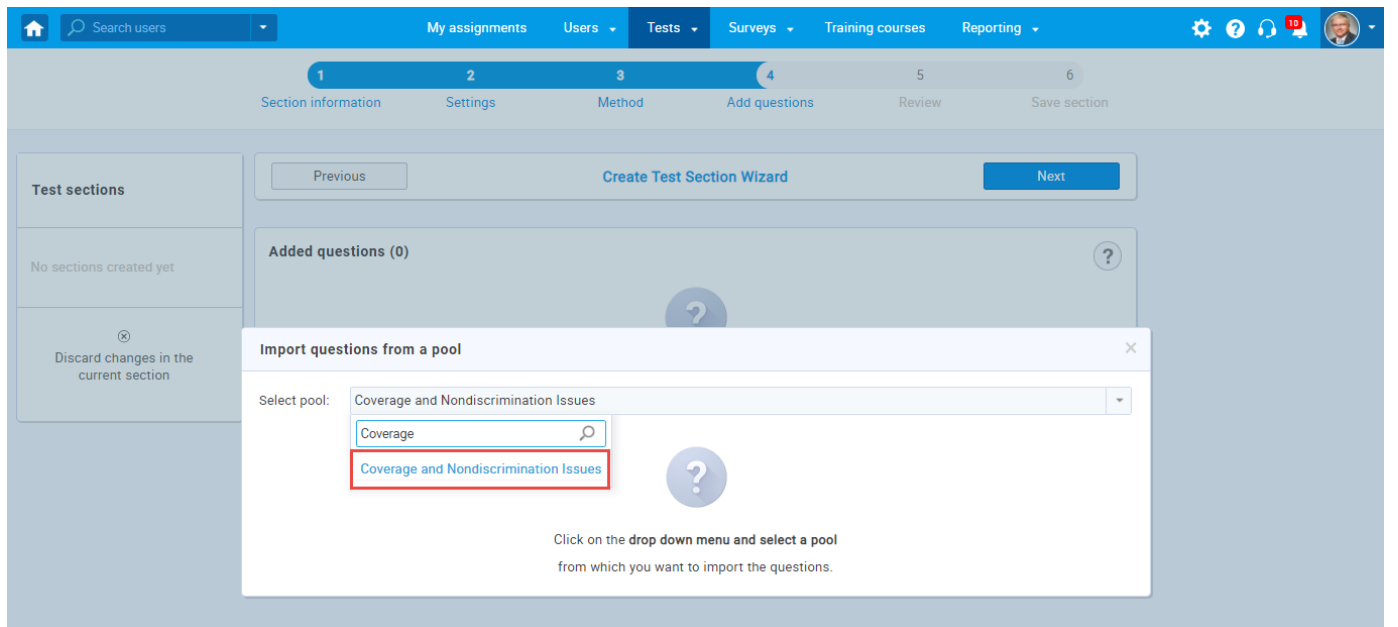 Search users
My assignments
Users
Tests
Surveys
Training courses
Reporting
?
10
1 2 3 4 5 6
Section information Settings Method Add questions Review Save section
Test sections
Previous
Create Test Section Wizard
Next
No sections created yet
Added questions (0)
?
?
Discard changes in the
current section
Import questions from a pool
Select pool: Coverage and Nondiscrimination Issues
Coverage
Coverage and Nondiscrimination Issues
?
Click on the drop down menu and select a pool
from which you want to import the questions.